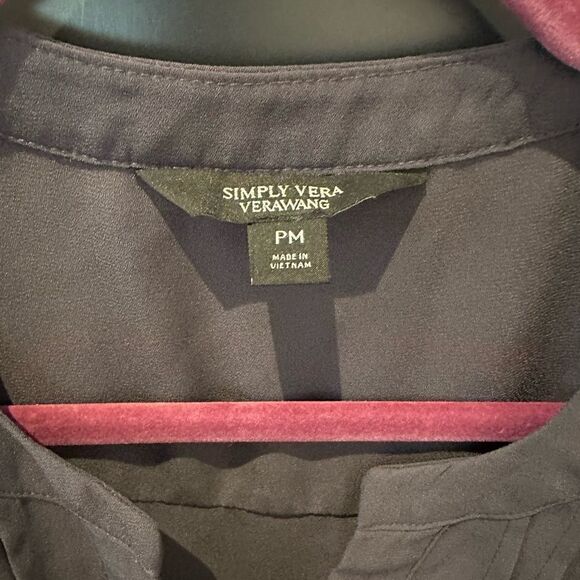 SIMPLY VERA
VERAWANG
PM
MADE IN
VIETNAM